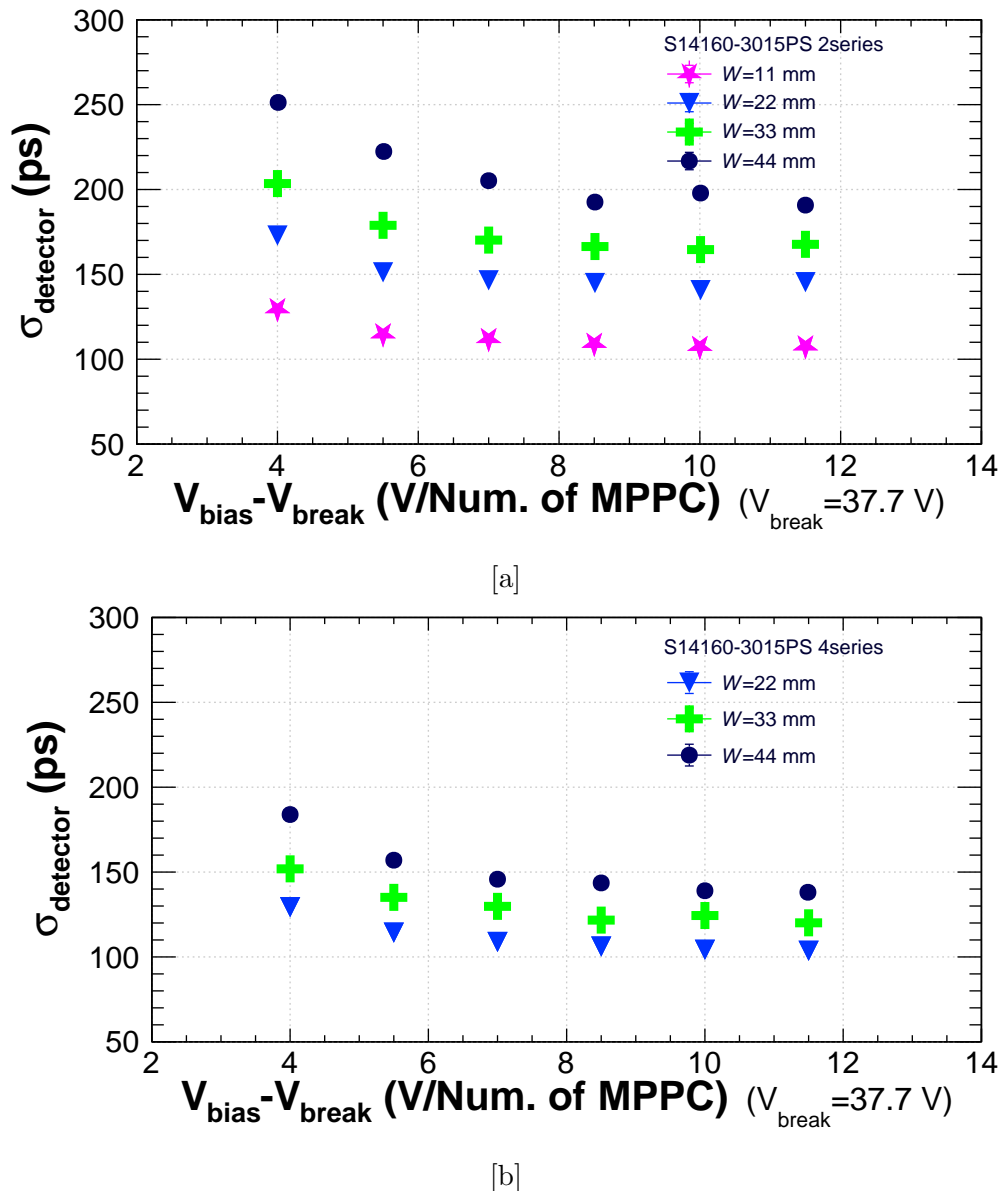 300
250
200
150
100
50
σdetector (ps)
S14160-3015PS 2series
W=11 mm
W=22 mm
W=33 mm
W=44 mm
2 4 6 8 10 12 14
Vbias-Vbreak (V/Num. of MPPC) (Vbreak=37.7 V)
[a]
300
250
200
150
100
50
σdetector (ps)
S14160-3015PS 4series
W=22 mm
W=33 mm
W=44 mm
2 4 6 8 10 12 14
Vbias-Vbreak (V/Num. of MPPC) (Vbreak=37.7 V)
[b]